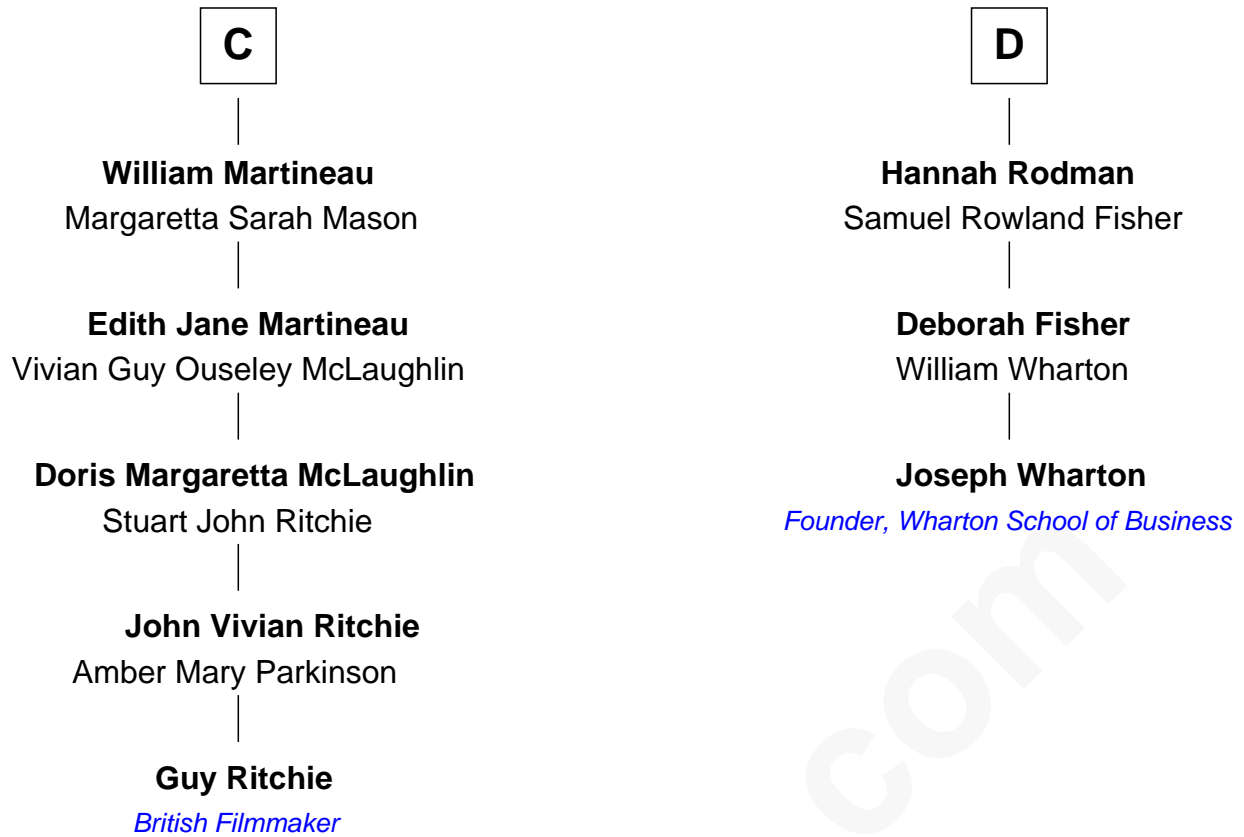 C
William Martineau
Margaretta Sarah Mason
Edith Jane Martineau
Vivian Guy Ouseley McLaughlin
Doris Margaretta McLaughlin
Stuart John Ritchie
John Vivian Ritchie
Amber Mary Parkinson
Guy Ritchie
British Filmmaker
D
Hannah Rodman
Samuel Rowland Fisher
Deborah Fisher
William Wharton
Joseph Wharton
Founder, Wharton School of Business
com